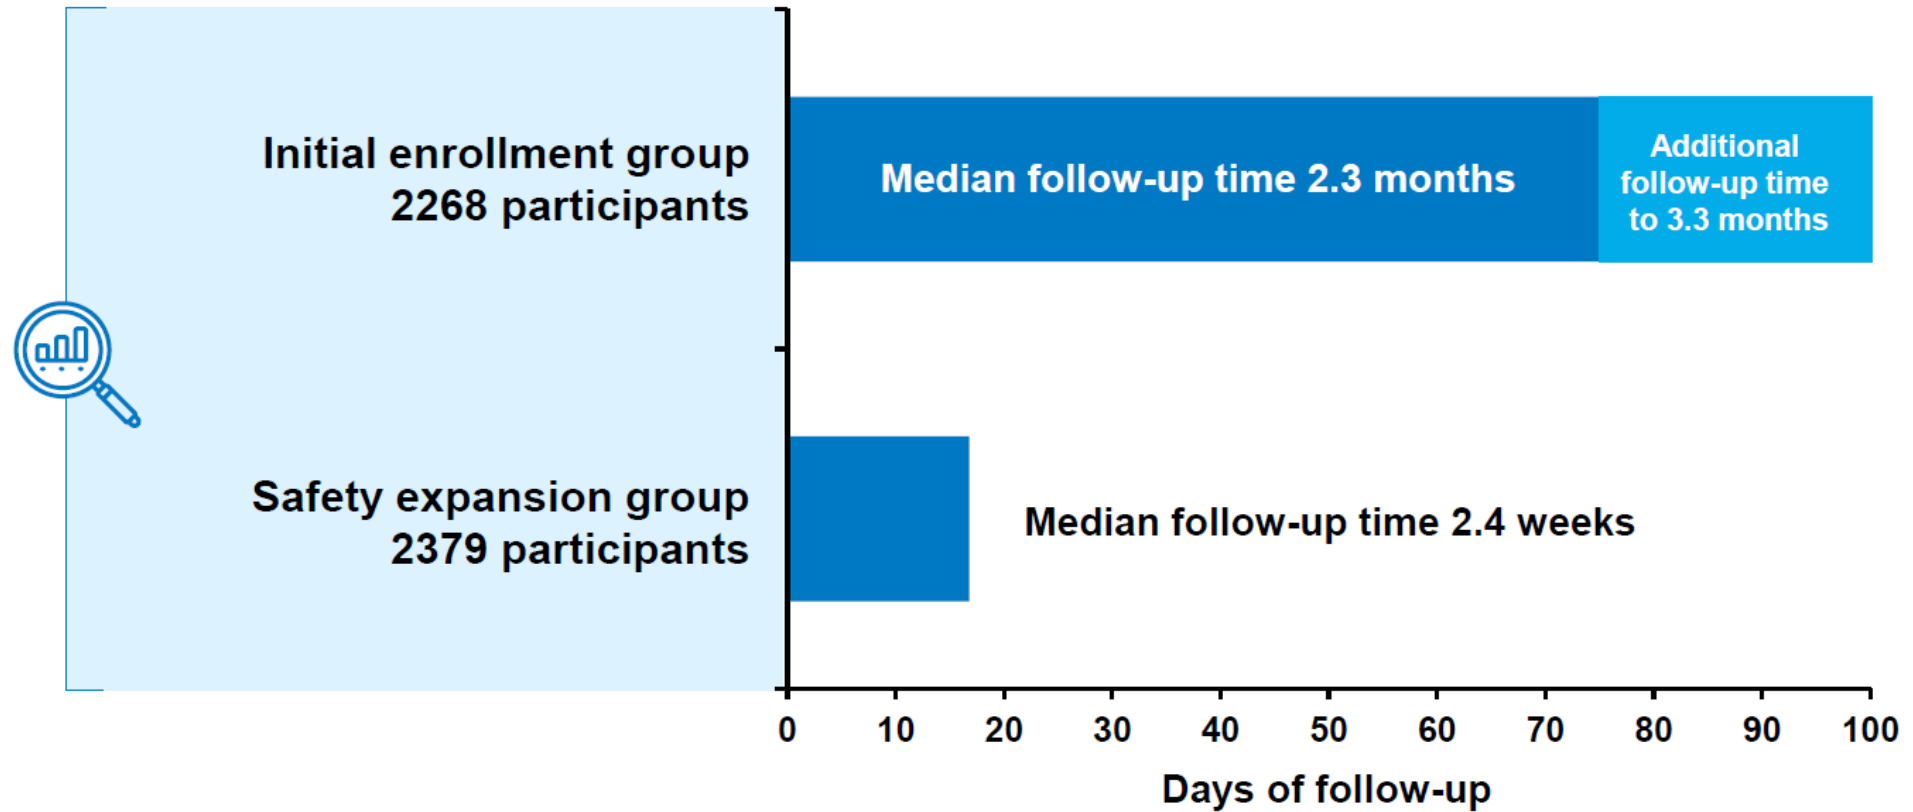 Initial enrollment group
2268 participants
Median follow-up time 2.3 months
Additional
follow-up time
to 3.3 months
Safety expansion group
2379 participants
Median follow-up time 2.4 weeks
0 10 20 30 40 50 60 70 80 90 100
Days of follow-up